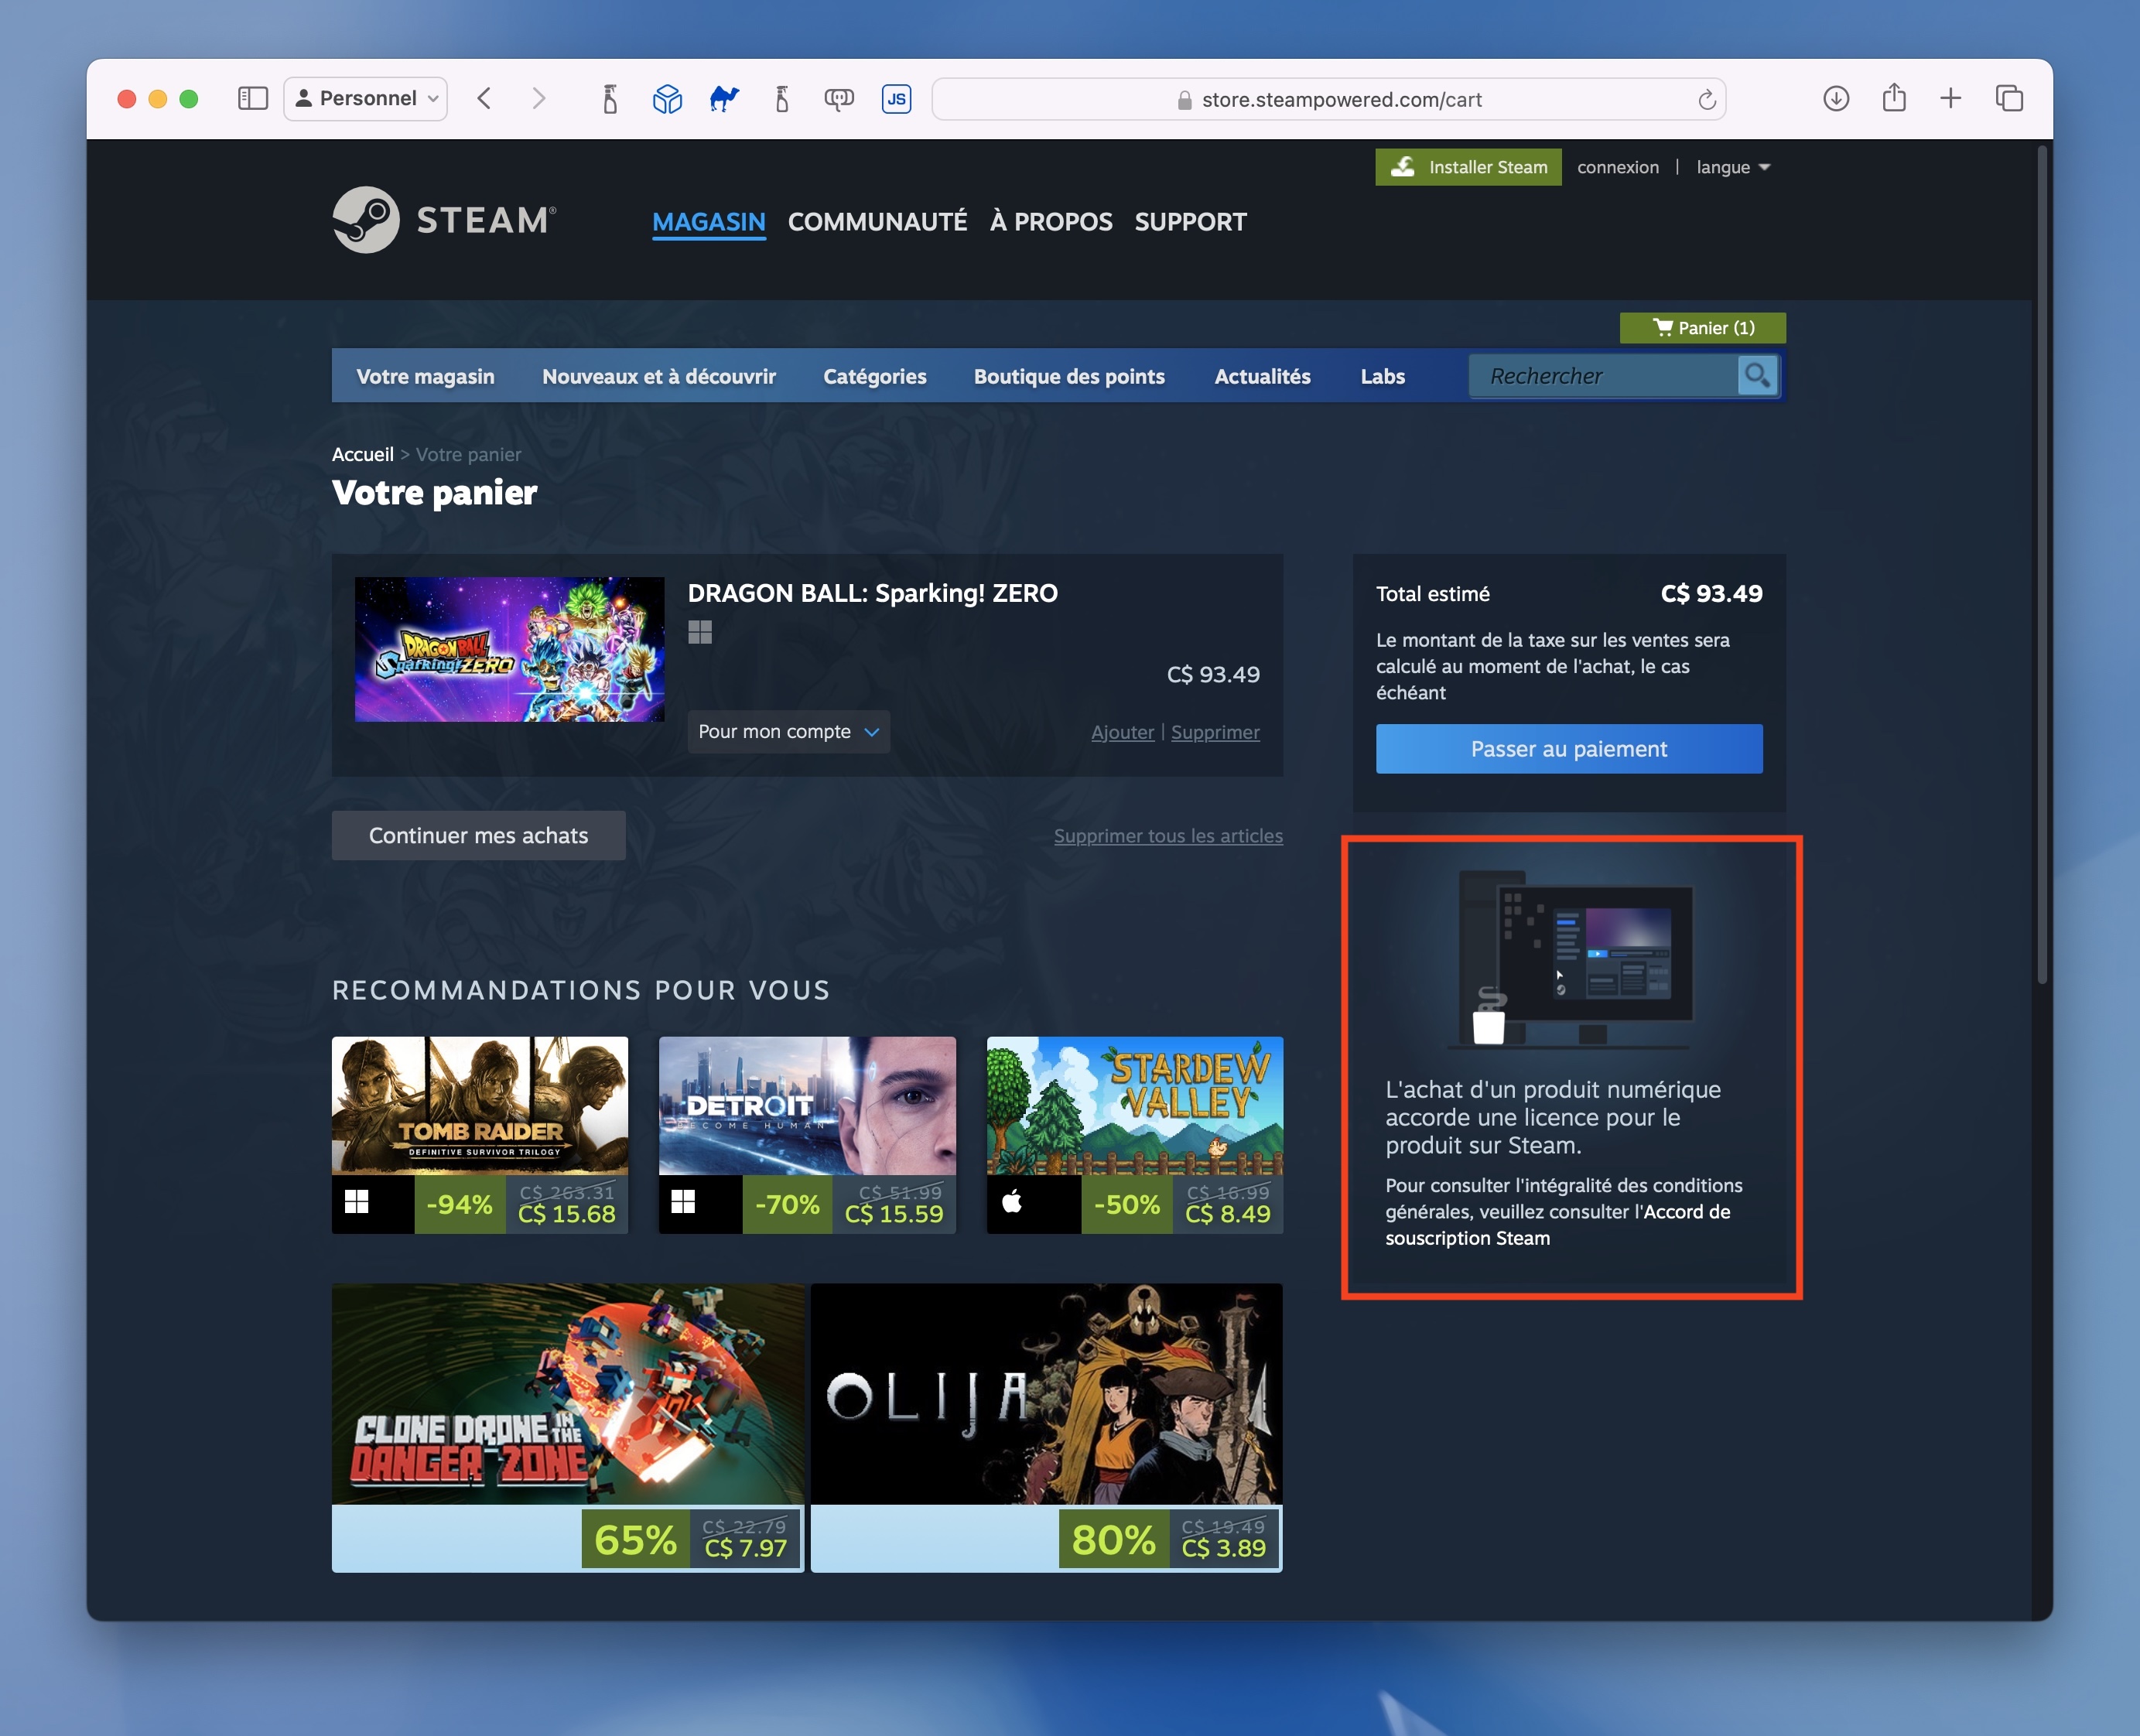 Personnel
JS
store.steampowered.com/cart
Installer Steam
connexion | langue
STEAM®
MAGASIN COMMUNAUTÉ À PROPOS SUPPORT
Panier (1)
Votre magasin Nouveaux et à découvrir Catégories Boutique des points Actualités Labs Rechercher
Accueil > Votre panier
Votre panier
DRAGON BALL Sparking! ZERO
DRAGON BALL: Sparking! ZERO
C$ 93.49
Pour mon compte
Ajouter | Supprimer
Continuer mes achats
Supprimer tous les articles
Total estimé C$ 93.49
Le montant de la taxe sur les ventes sera
calculé au moment de l'achat, le cas
échéant
Passer au paiement
L'achat d'un produit numérique
accorde une licence pour le
produit sur Steam.
Pour consulter l'intégralité des conditions
générales, veuillez consulter l'Accord de
souscription Steam
RECOMMANDATIONS POUR VOUS
TOMB RAIDER
DEFINITIVE SURVIVOR TRILOGY
-94%
C$ 263.31
C$ 15.68
DETROIT
BECOME HUMAN
-70%
C$ 51.99
C$ 15.59
STARDEW
VALLEY
-50%
C$ 16.99
C$ 8.49
CLONE DRONE IN THE
DANGER ZONE
65%
C$ 22.79
C$ 7.97
OLIJA
80%
C$ 19.49
C$ 3.89